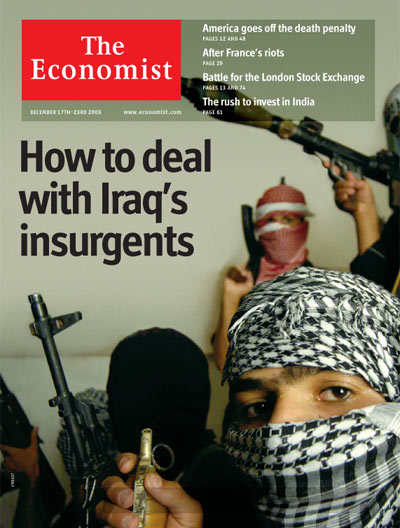 The
Economist
DECEMBER 17TH–23RD 2005
www.economist.com
America goes off the death penalty
PAGES 12 AND 48
After France's riots
PAGE 29
Battle for the London Stock Exchange
PAGES 13 AND 74
The rush to invest in India
PAGE 61
How to deal
with Iraq's
insurgents